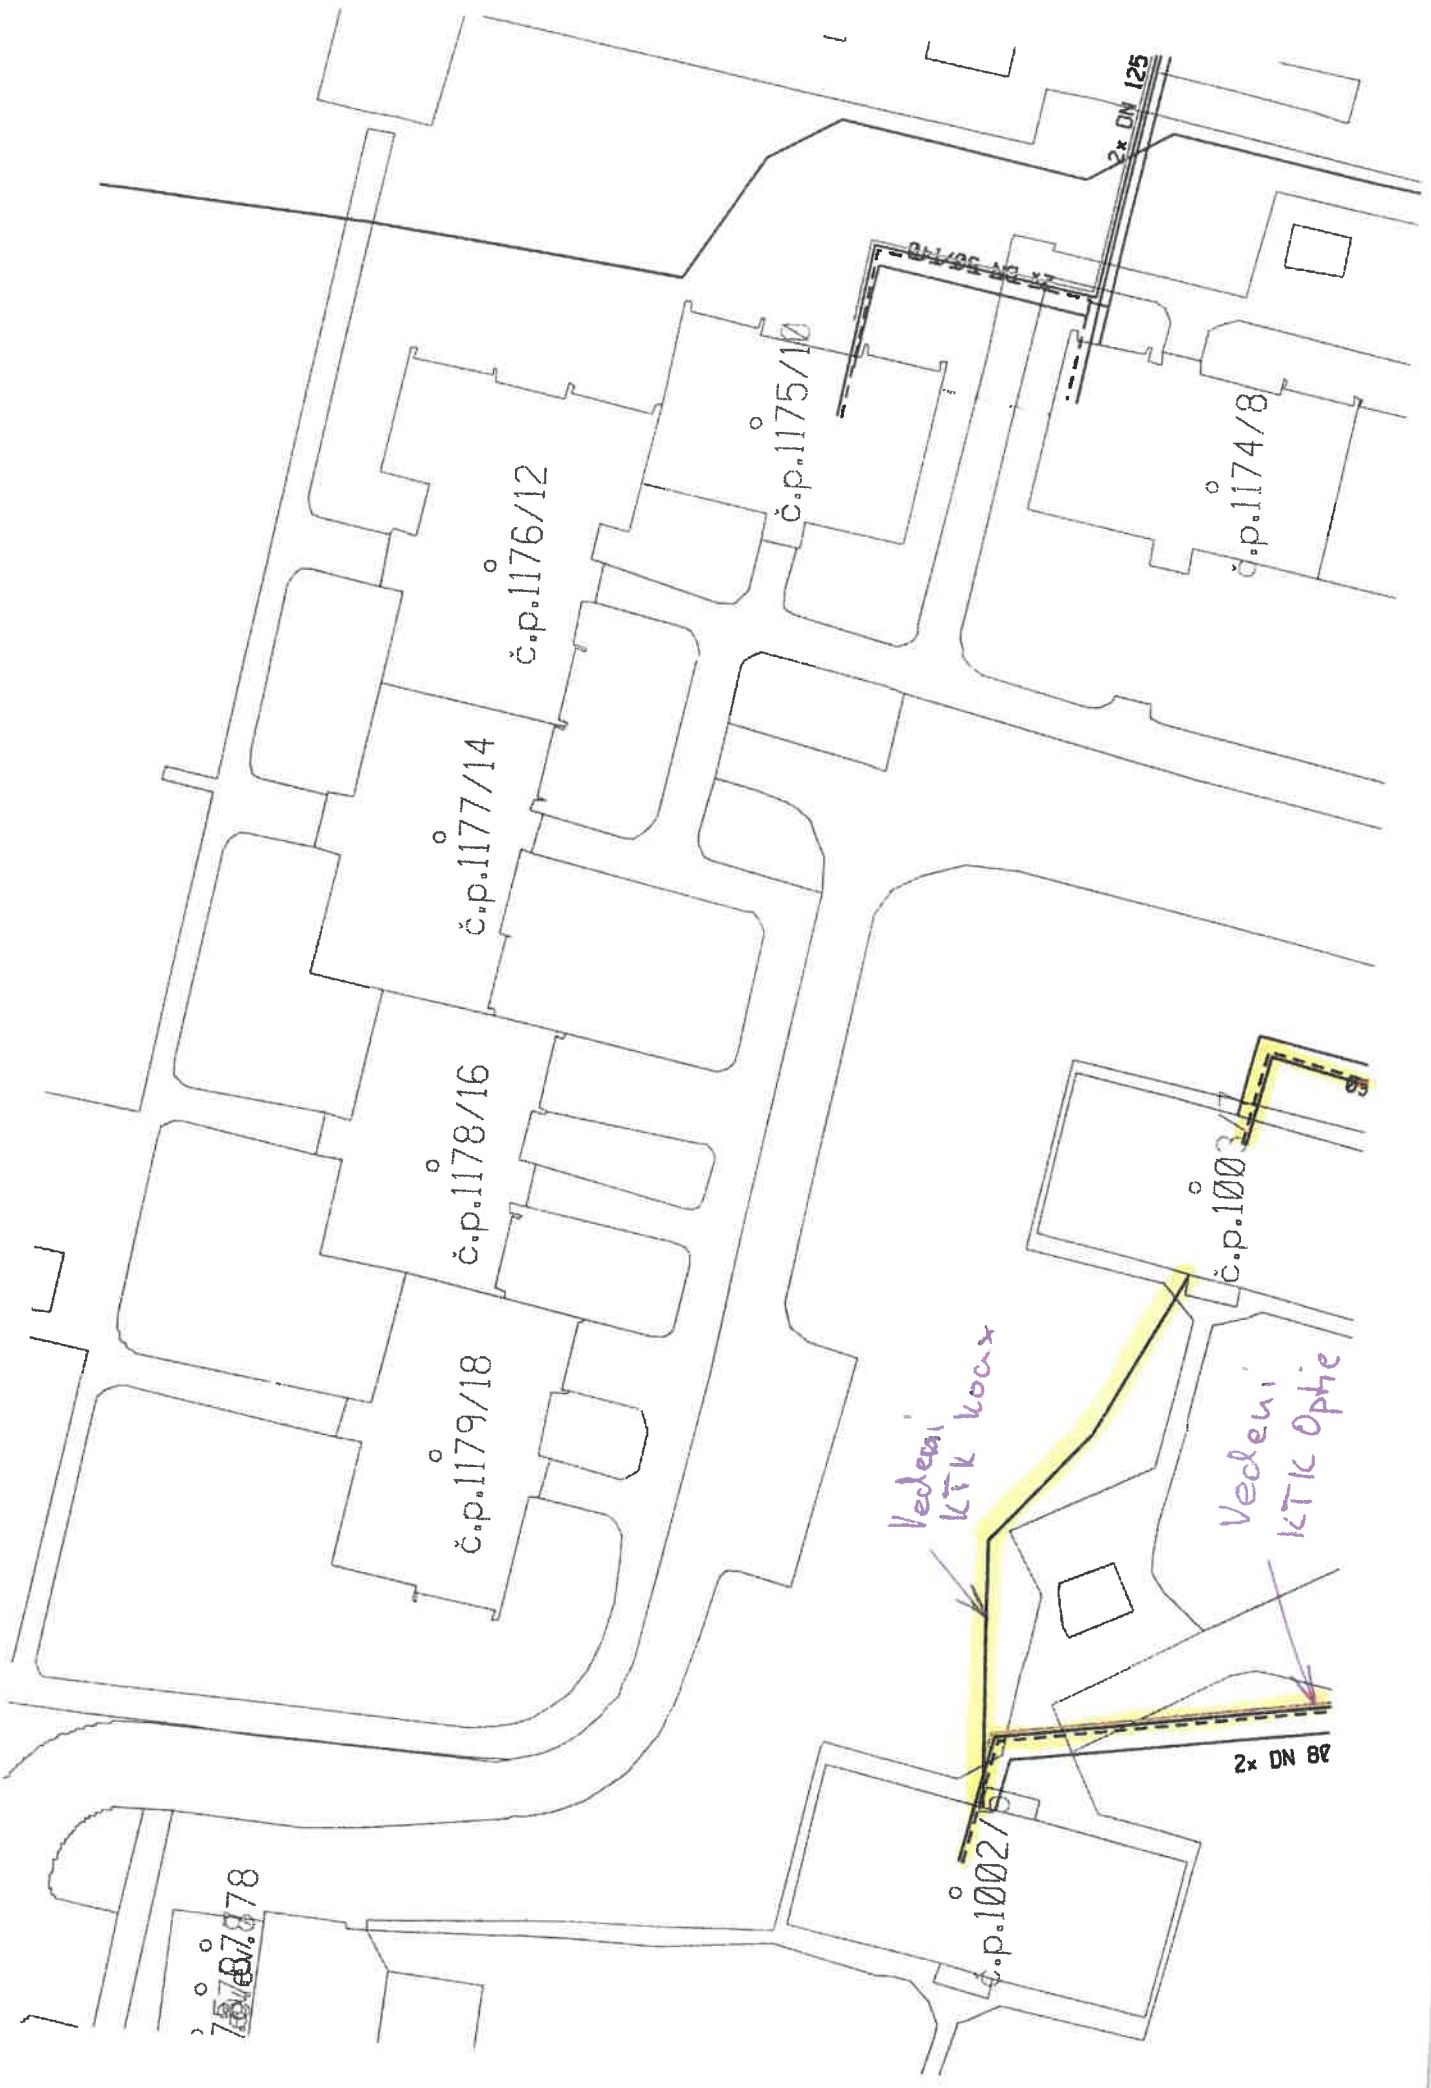 2x DN 125
č.p.1175/10
č.p.1174/8
č.p.1176/12
č.p.1177/14
č.p.1178/16
č.p.1179/18
č.p.1003
Vedení
KTK koax
Vedení
KTK Optic
2x DN 80
č.p.1002/